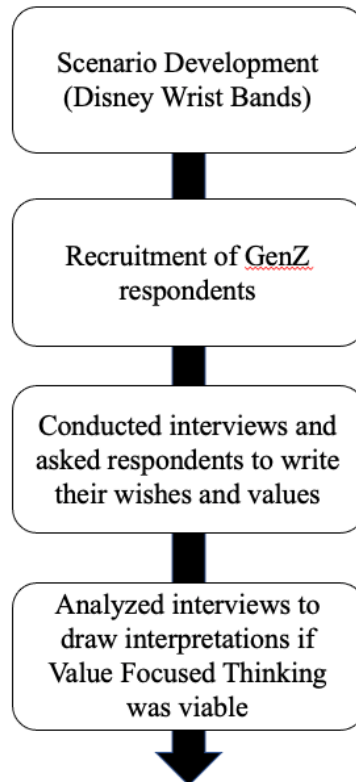 Scenario Development
(Disney Wrist Bands)
Recruitment of GenZ
respondents
Conducted interviews and
asked respondents to write
their wishes and values
Analyzed interviews to
draw interpretations if
Value Focused Thinking
was viable